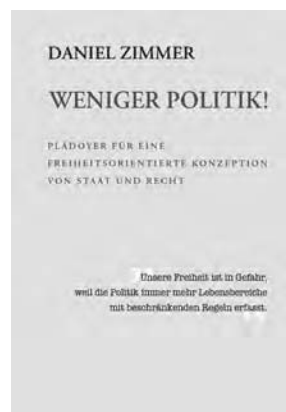 DANIEL ZIMMER
WENIGER POLITIK!
PLÄDOYER FÜR EINE
FREIHEITSORIENTIERTE KONZEPTION
VON STAAT UND RECHT
Unsere Freiheit ist in Gefahr,
weil die Politik immer mehr Lebensbereiche
mit beschränkenden Regeln erfasst.